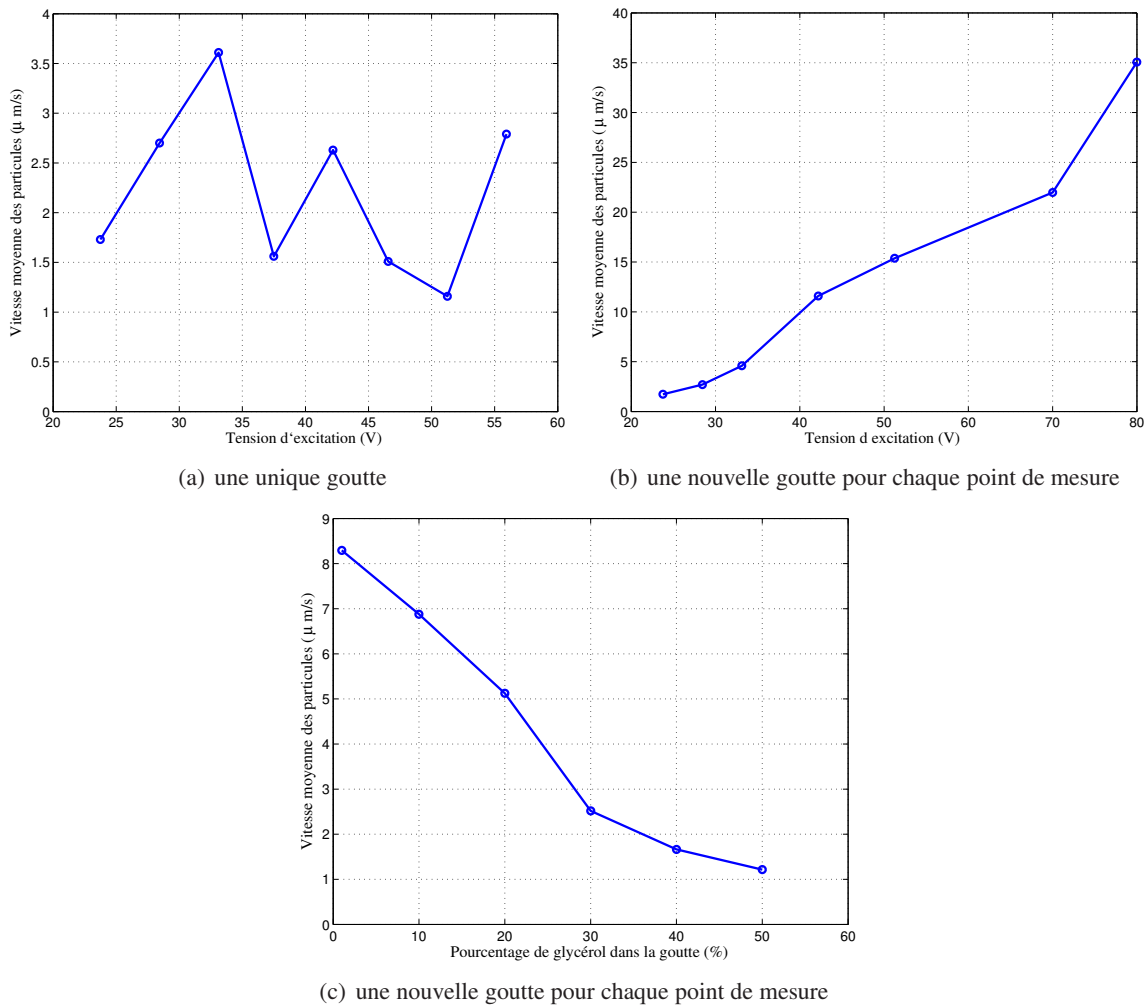 4
3.5
3
2.5
2
1.5
1
0.5
0
20 25 30 35 40 45 50 55 60
Vitesse moyenne des particules (µ m/s)
Tension d‘excitation (V)
(a) une unique goutte
40
35
30
25
20
15
10
5
0
20 30 40 50 60 70 80
Vitesse moyenne des particules ( µ m/s)
Tension d excitation (V)
(b) une nouvelle goutte pour chaque point de mesure
9
8
7
6
5
4
3
2
1
0
0 10 20 30 40 50 60
Vitesse moyenne des particules ( µ m/s)
Pourcentage de glycérol dans la goutte (%)
(c) une nouvelle goutte pour chaque point de mesure